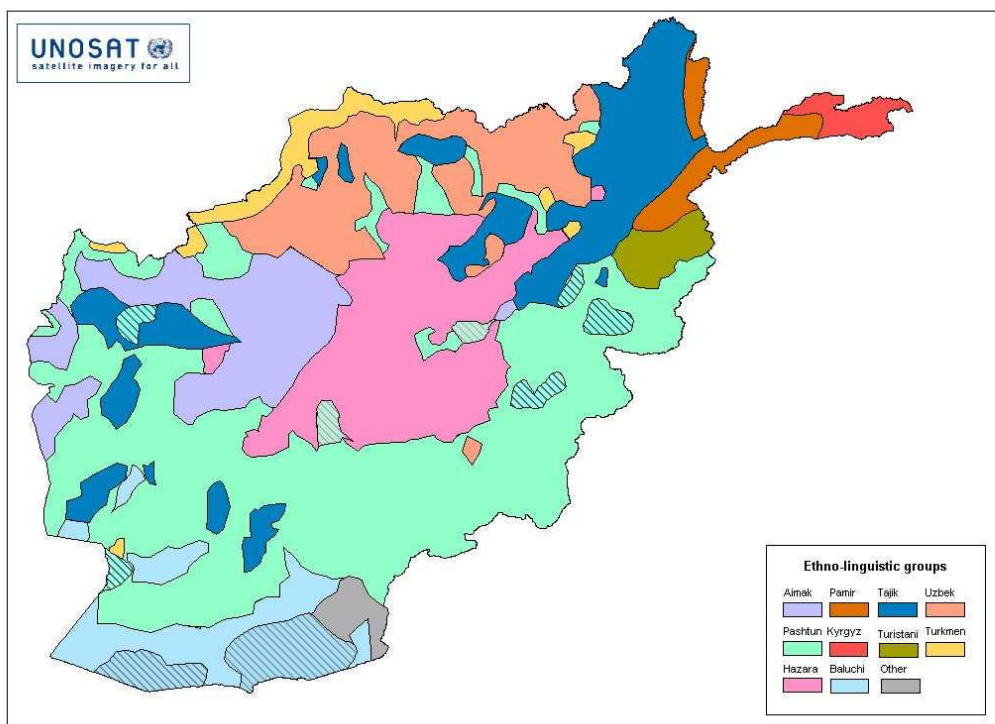 UNOSAT
satellite imagery for all
Ethno-linguistic groups
Aimak Pamir Tajik Uzbek
Pashtun Kyrgyz Turistani Turkmen
Hazara Baluchi Other